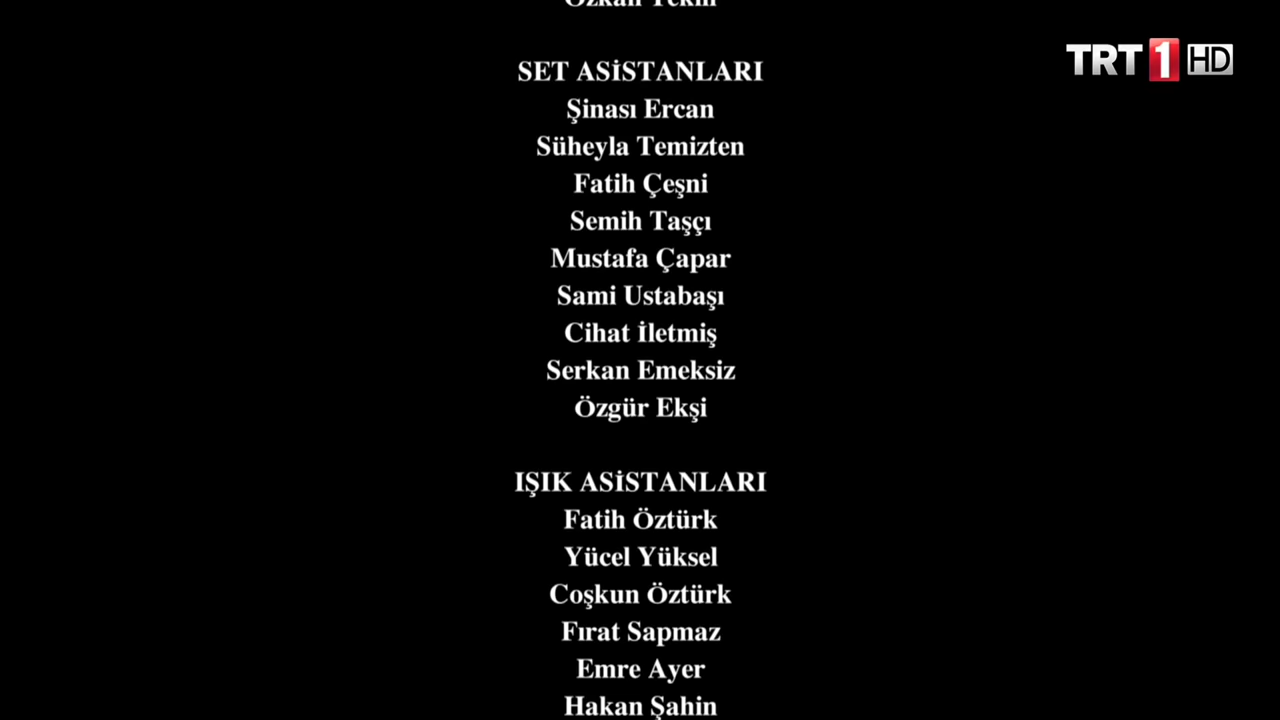 Özkan Tekin
TRT 1 HD
SET ASİSTANLARI
Şinası Ercan
Süheyla Temizten
Fatih Çeşni
Semih Taşçı
Mustafa Çapar
Sami Ustabaşı
Cihat İletmiş
Serkan Emeksiz
Özgür Ekşi
IŞIK ASİSTANLARI
Fatih Öztürk
Yücel Yüksel
Coşkun Öztürk
Fırat Sapmaz
Emre Ayer
Hakan Şahin